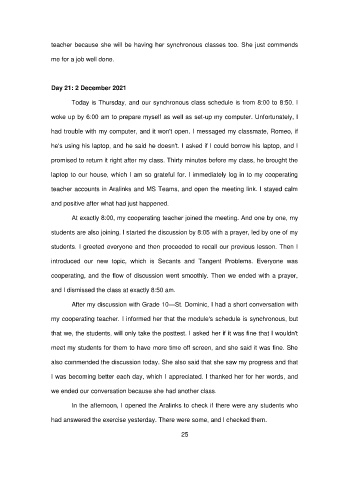 teacher because she will be having her synchronous classes too. She just commends
me for a job well done.
Day 21: 2 December 2021
Today is Thursday, and our synchronous class schedule is from 8:00 to 8:50. I
woke up by 6:00 am to prepare myself as well as set-up my computer. Unfortunately, I
had trouble with my computer, and it won't open. I messaged my classmate, Romeo, if
he's using his laptop, and he said he doesn't. I asked if I could borrow his laptop, and I
promised to return it right after my class. Thirty minutes before my class, he brought the
laptop to our house, which I am so grateful for. I immediately log in to my cooperating
teacher accounts in Aralinks and MS Teams, and open the meeting link. I stayed calm
and positive after what had just happened.
At exactly 8:00, my cooperating teacher joined the meeting. And one by one, my
students are also joining. I started the discussion by 8:05 with a prayer, led by one of my
students. I greeted everyone and then proceeded to recall our previous lesson. Then I
introduced our new topic, which is Secants and Tangent Problems. Everyone was
cooperating, and the flow of discussion went smoothly. Then we ended with a prayer,
and I dismissed the class at exactly 8:50 am.
After my discussion with Grade 10—St. Dominic, I had a short conversation with
my cooperating teacher. I informed her that the module's schedule is synchronous, but
that we, the students, will only take the posttest. I asked her if it was fine that I wouldn't
meet my students for them to have more time off screen, and she said it was fine. She
also commended the discussion today. She also said that she saw my progress and that
I was becoming better each day, which I appreciated. I thanked her for her words, and
we ended our conversation because she had another class.
In the afternoon, I opened the Aralinks to check if there were any students who
had answered the exercise yesterday. There were some, and I checked them.
25